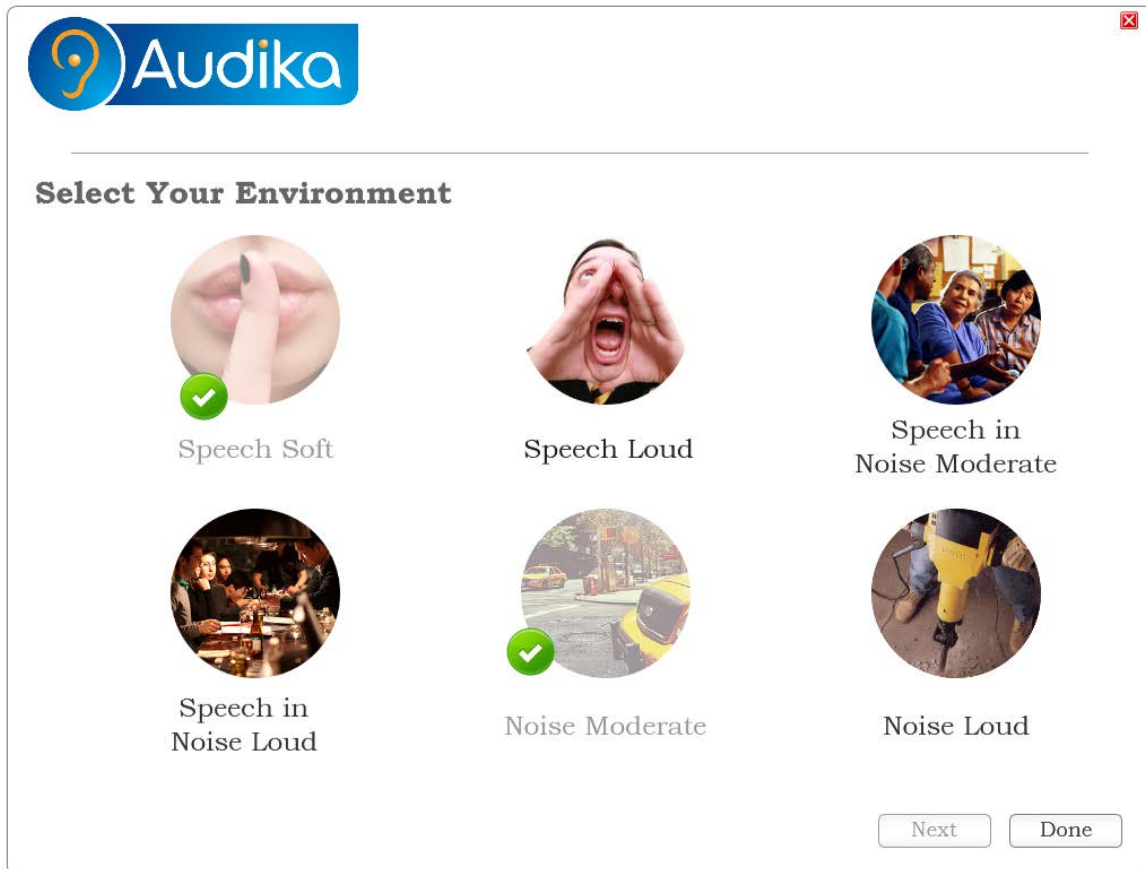 Audika
Select Your Environment
Speech Soft
Speech Loud
Speech in
Noise Moderate
Speech in
Noise Loud
Noise Moderate
Noise Loud
Next
Done